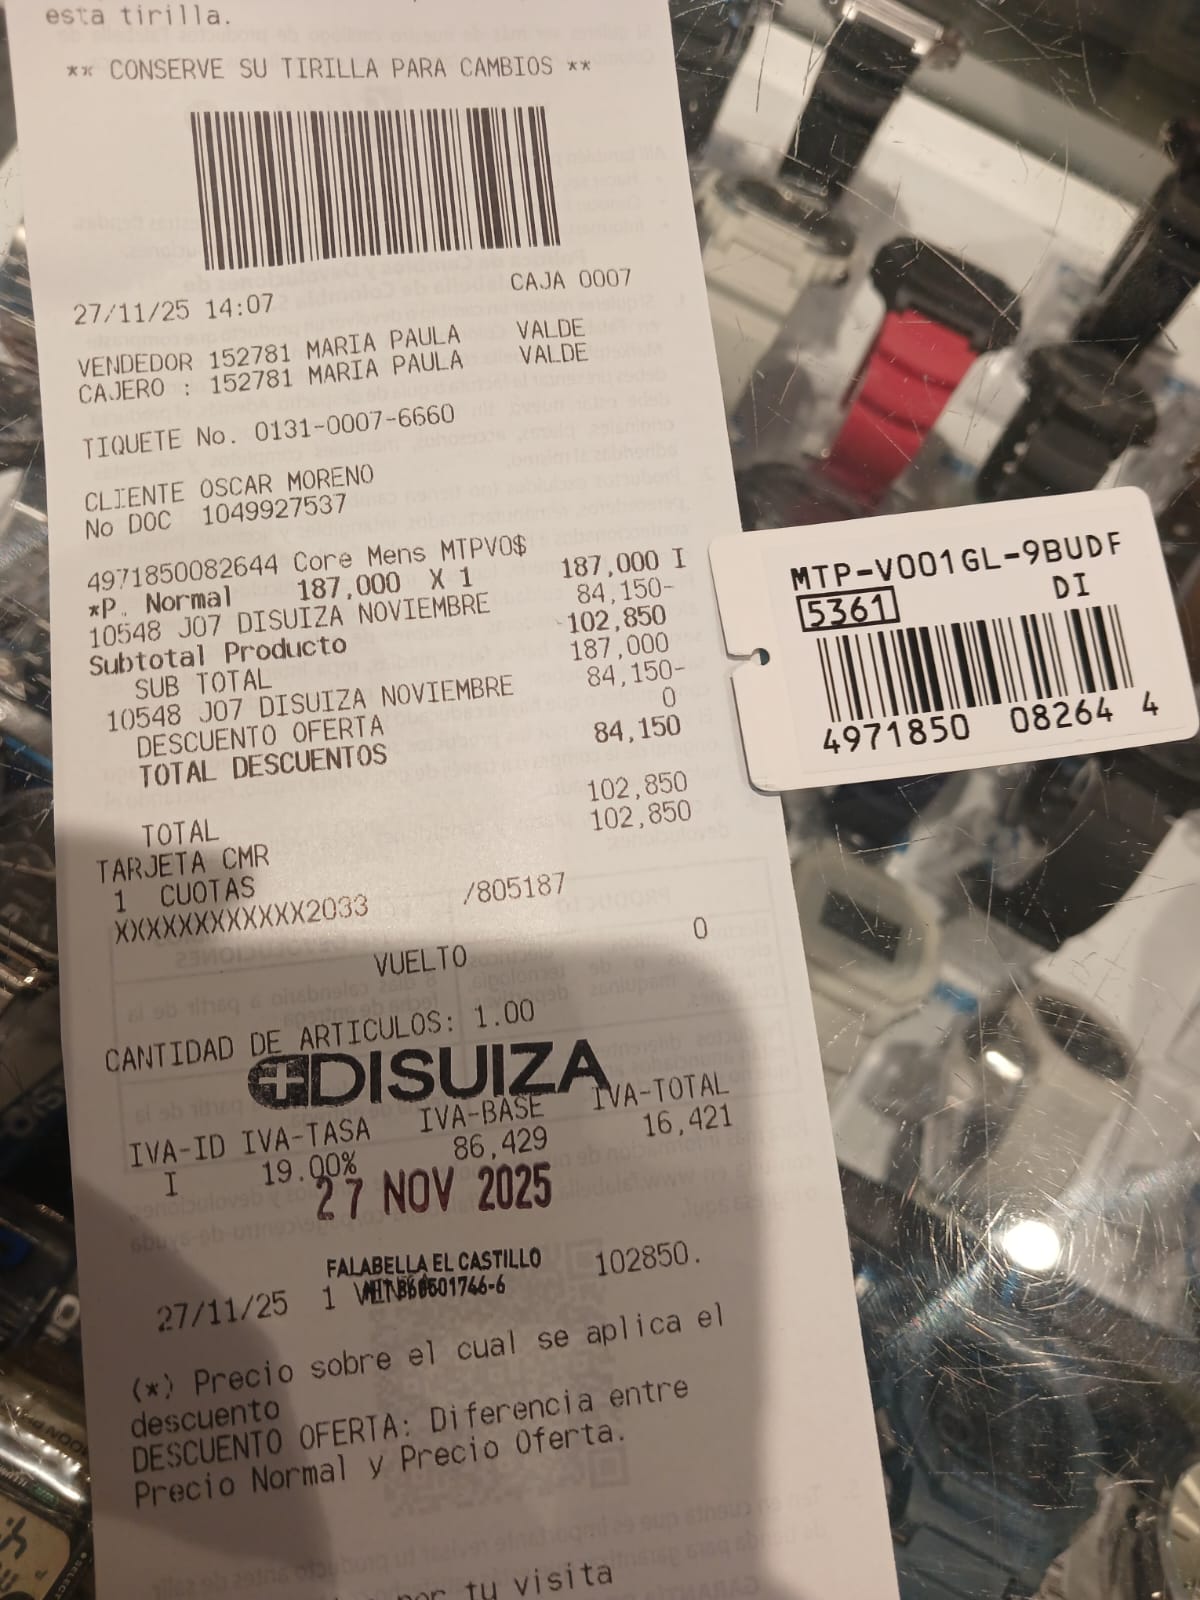 esta tirilla.
** CONSERVE SU TIRILLA PARA CAMBIOS **
27/11/25 14:07 CAJA 0007
VENDEDOR 152781 MARIA PAULA VALDE
CAJERO : 152781 MARIA PAULA VALDE
TIQUETE No. 0131-0007-6660
CLIENTE OSCAR MORENO
No DOC 1049927537
4971850082644 Core Mens MTPVO$
*P. Normal 187,000 X 1 187,000 I
10548 J07 DISUIZA NOVIEMBRE 84,150-
Subtotal Producto 102,850
SUB TOTAL 187,000
10548 J07 DISUIZA NOVIEMBRE 84,150-
DESCUENTO OFERTA 0
TOTAL DESCUENTOS 84,150
TOTAL 102,850
TARJETA CMR 102,850
1 CUOTAS
XXXXXXXXXXXX2033 /805187
VUELTO 0
CANTIDAD DE ARTICULOS: 1.00
DISUIZA
IVA-ID IVA-TASA IVA-BASE IVA-TOTAL
I 19.00% 86,429 16,421
27 NOV 2025
FALABELLA EL CASTILLO
27/11/25 1 102850.
(*) Precio sobre el cual se aplica el
descuento
DESCUENTO OFERTA: Diferencia entre
Precio Normal y Precio Oferta.
tu visita
MTP-V001GL-9BUDF
5361 DI
4971850 08264 4